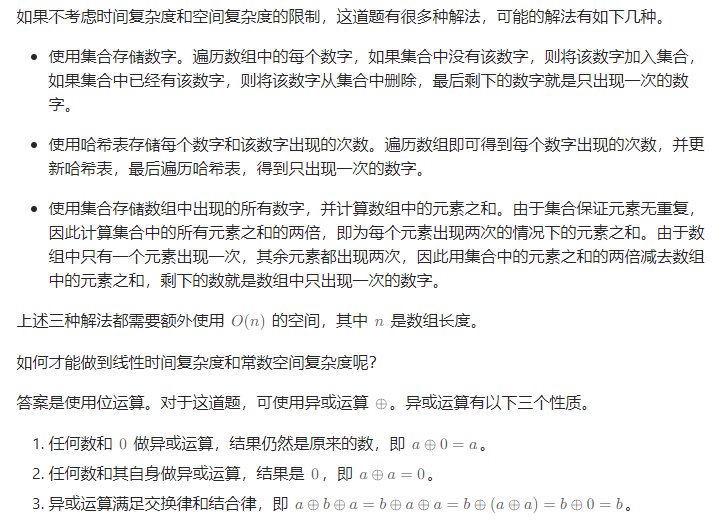 如果不考虑时间复杂度和空间复杂度的限制，这道题有很多种解法，可能的解法有如下几种。
• 使用集合存储数字。遍历数组中的每个数字，如果集合中没有该数字，则将该数字加入集合，
如果集合中已经有该数字，则将该数字从集合中删除，最后剩下的数字就是只出现一次的数
字。
• 使用哈希表存储每个数字和该数字出现的次数。遍历数组即可得到每个数字出现的次数，并更
新哈希表，最后遍历哈希表，得到只出现一次的数字。
• 使用集合存储数组中出现的所有数字，并计算数组中的元素之和。由于集合保证元素无重复，
因此计算集合中的所有元素之和的两倍，即为每个元素出现两次的情况下的元素之和。由于数
组中只有一个元素出现一次，其余元素都出现两次，因此用集合中的元素之和的两倍减去数组
中的元素之和，剩下的数就是数组中只出现一次的数字。
上述三种解法都需要额外使用 O(n) 的空间，其中 n 是数组长度。
如何才能做到线性时间复杂度和常数空间复杂度呢？
答案是使用位运算。对于这道题，可使用异或运算 ⊕。异或运算有以下三个性质。
1. 任何数和 0 做异或运算，结果仍然是原来的数，即 a ⊕ 0 = a。
2. 任何数和其自身做异或运算，结果是 0，即 a ⊕ a = 0。
3. 异或运算满足交换律和结合律，即 a ⊕ b ⊕ a = b ⊕ a ⊕ a = b ⊕ (a ⊕ a) = b ⊕ 0 = b。